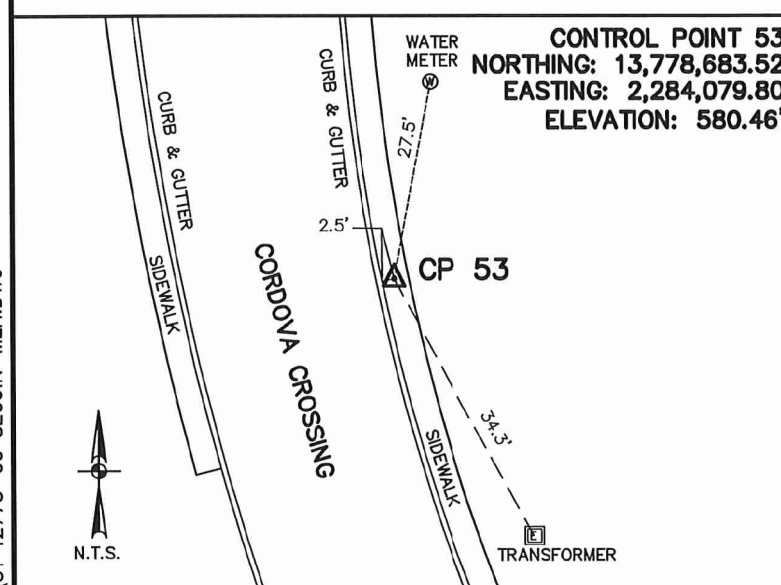 WATER
METER
CONTROL POINT 53
NORTHING: 13,778,683.52
EASTING: 2,284,079.80
ELEVATION: 580.46'
W
27.5'
CURB & GUTTER
CURB & GUTTER
2.5'
CP 53
SIDEWALK
CORDOVA CROSSING
34.3'
SIDEWALK
E
TRANSFORMER
N.T.S.